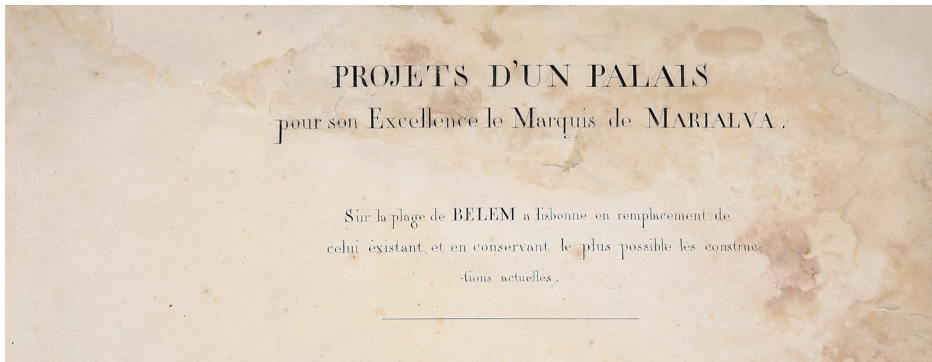 PROJETS D'UN PALAIS
pour son Excellence le Marquis de MARIALVA.
Sur la plage de BELEM a lisbonne en remplacement de
celui éxistant, et en conservant le plus possible lés construc-
-tions actuelles.